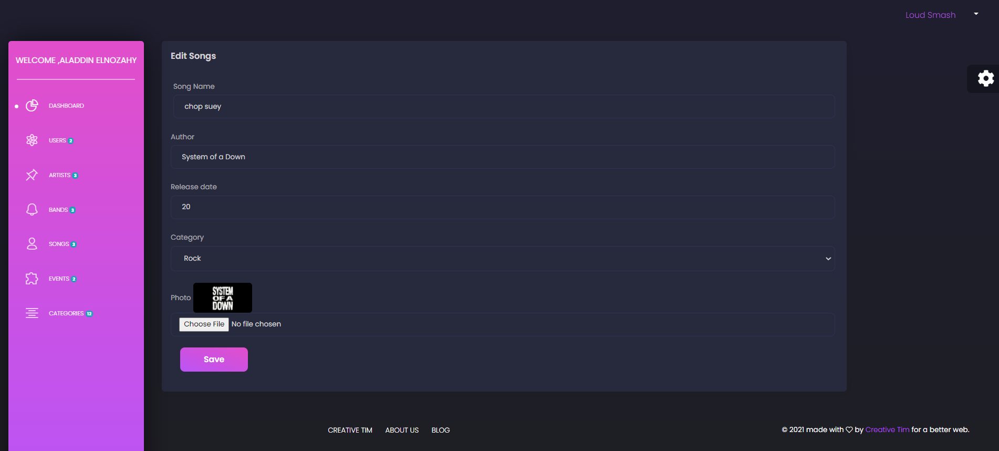 Loud Smash
WELCOME ,ALADDIN ELNOZAHY
DASHBOARD
USERS 2
ARTISTS 3
BANDS 3
SONGS 3
EVENTS 2
CATEGORIES 12
Edit Songs
Song Name
chop suey
Author
System of a Down
Release date
20
Category
Rock
Photo
SYSTEM
OF A
DOWN
Choose File No file chosen
Save
CREATIVE TIM ABOUT US BLOG
© 2021 made with ♡ by Creative Tim for a better web.